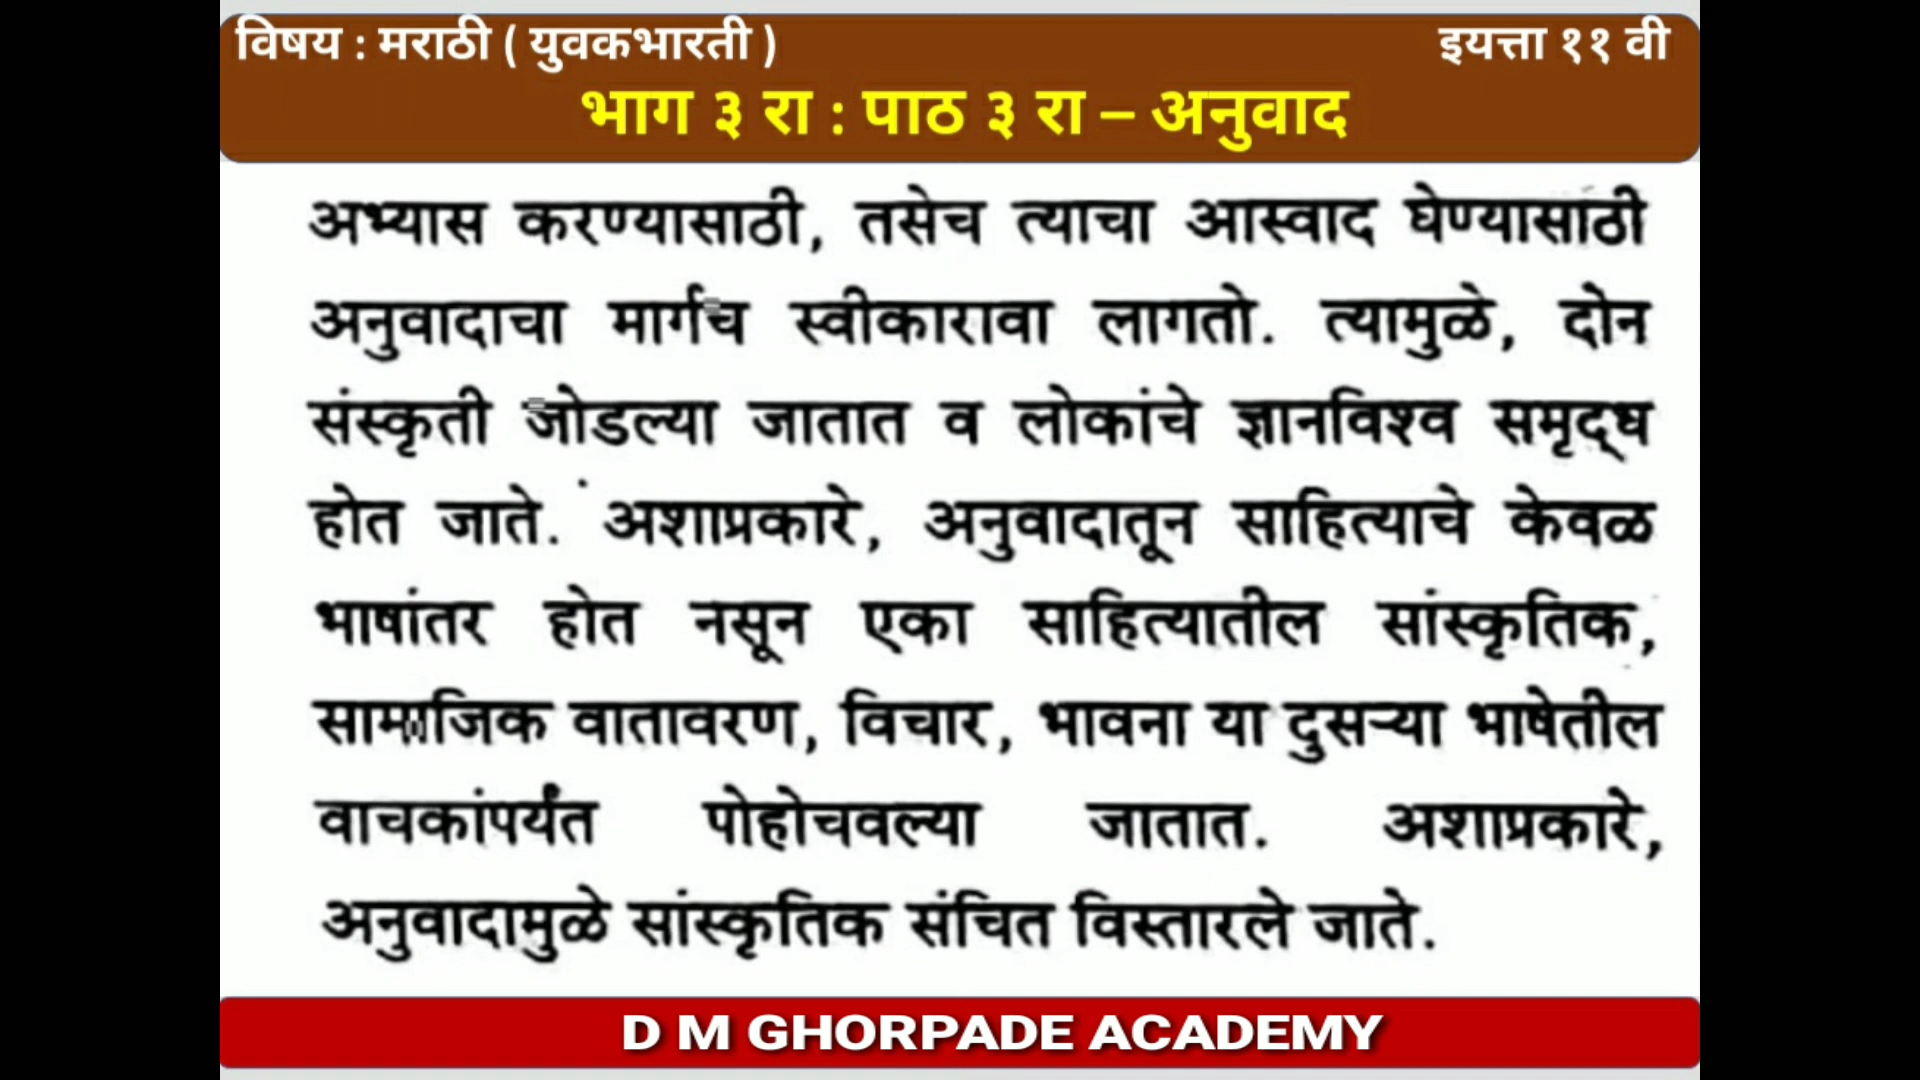 विषय : मराठी ( युवकभारती )
इयत्ता ११ वी
भाग ३ रा : पाठ ३ रा – अनुवाद
अभ्यास करण्यासाठी, तसेच त्याचा आस्वाद घेण्यासाठी
अनुवादाचा मार्गच स्वीकारावा लागतो. त्यामुळे, दोन
संस्कृती जोडल्या जातात व लोकांचे ज्ञानविश्व समृद्ध
होत जाते. अशाप्रकारे, अनुवादातून साहित्याचे केवळ
भाषांतर होत नसून एका साहित्यातील सांस्कृतिक,
सामाजिक वातावरण, विचार, भावना या दुसऱ्या भाषेतील
वाचकांपर्यंत पोहोचवल्या जातात. अशाप्रकारे,
अनुवादामुळे सांस्कृतिक संचित विस्तारले जाते.
D M GHORPADE ACADEMY